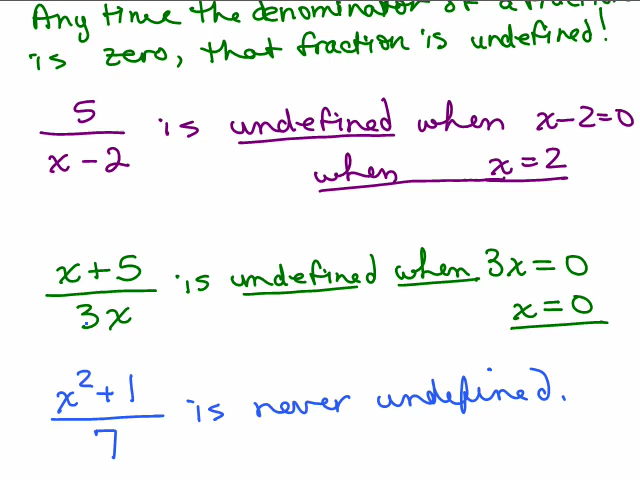 Any time the denominator of a fraction
is zero, that fraction is undefined!
5/(x-2) is undefined when x-2=0
when x=2
(x+5)/(3x) is undefined when 3x=0
x=0
(x²+1)/7 is never undefined.